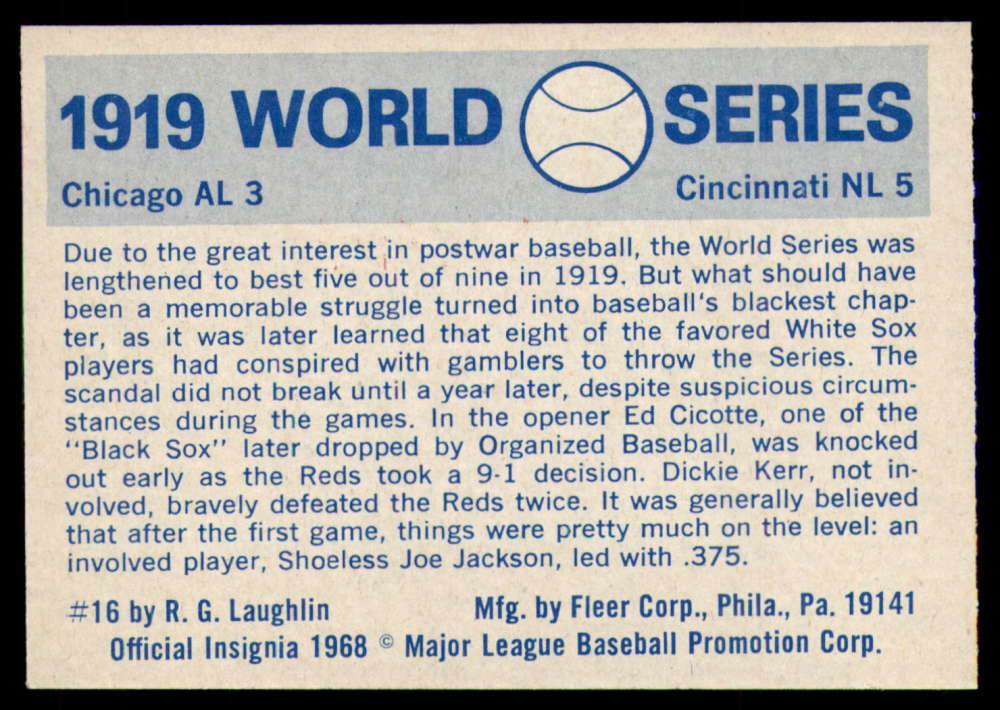 1919 WORLD SERIES
Chicago AL 3 Cincinnati NL 5
Due to the great interest in postwar baseball, the World Series was
lengthened to best five out of nine in 1919. But what should have
been a memorable struggle turned into baseball's blackest chap-
ter, as it was later learned that eight of the favored White Sox
players had conspired with gamblers to throw the Series. The
scandal did not break until a year later, despite suspicious circum-
stances during the games. In the opener Ed Cicotte, one of the
"Black Sox" later dropped by Organized Baseball, was knocked
out early as the Reds took a 9-1 decision. Dickie Kerr, not in-
volved, bravely defeated the Reds twice. It was generally believed
that after the first game, things were pretty much on the level: an
involved player, Shoeless Joe Jackson, led with .375.
#16 by R. G. Laughlin Mfg. by Fleer Corp., Phila., Pa. 19141
Official Insignia 1968 © Major League Baseball Promotion Corp.